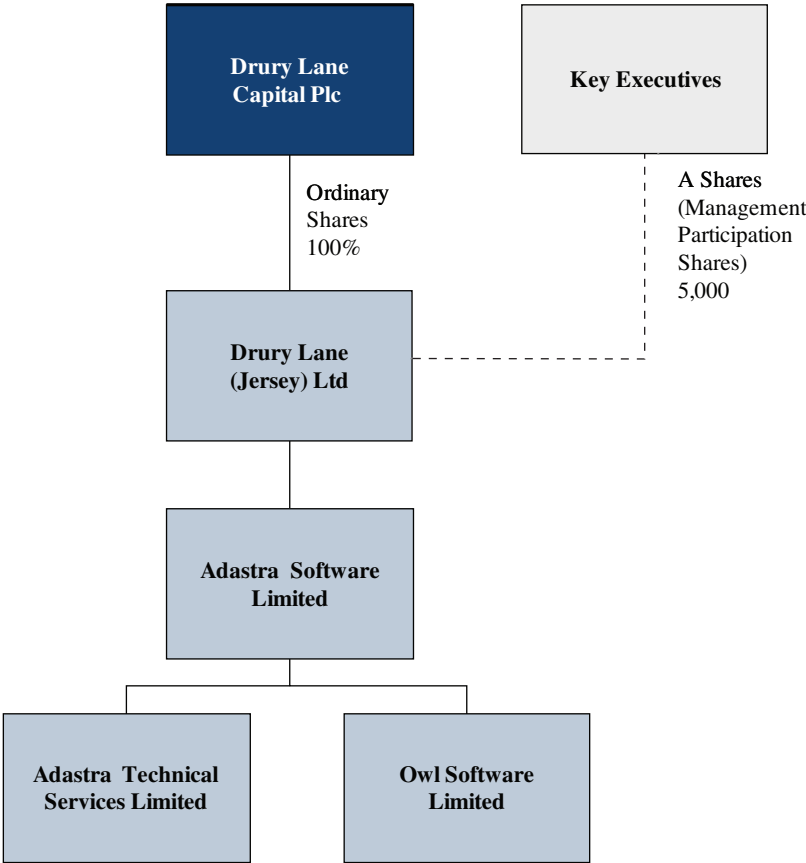 Drury Lane
Capital Plc
Key Executives
Ordinary
Shares
100%
A Shares
(Management
Participation
Shares)
5,000
Drury Lane
(Jersey) Ltd
Adastra Software
Limited
Adastra Technical
Services Limited
Owl Software
Limited